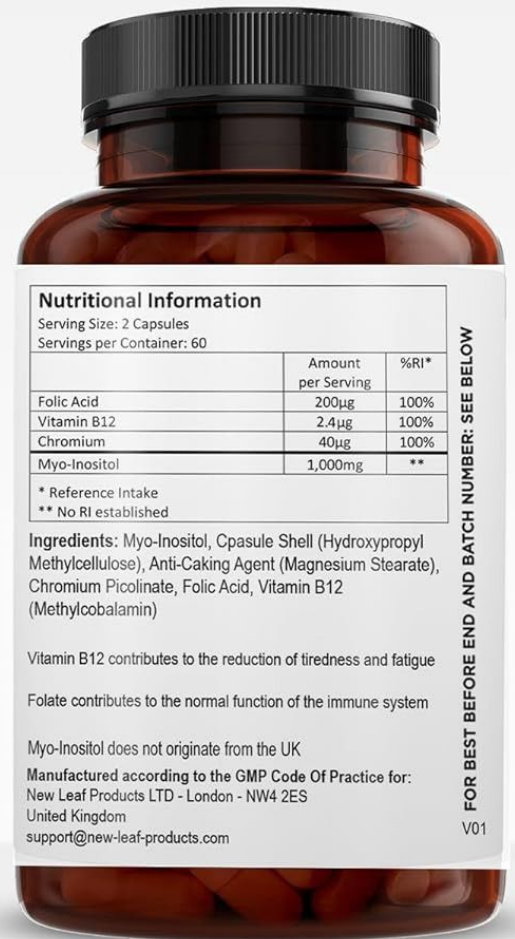 Nutritional Information
Serving Size: 2 Capsules
Servings per Container: 60
Amount per Serving %RI*
Folic Acid 200µg 100%
Vitamin B12 2.4µg 100%
Chromium 40µg 100%
Myo-Inositol 1,000mg **
* Reference Intake
** No RI established
Ingredients: Myo-Inositol, Cpasule Shell (Hydroxypropyl
Methylcellulose), Anti-Caking Agent (Magnesium Stearate),
Chromium Picolinate, Folic Acid, Vitamin B12
(Methylcobalamin)
Vitamin B12 contributes to the reduction of tiredness and fatigue
Folate contributes to the normal function of the immune system
Myo-Inositol does not originate from the UK
Manufactured according to the GMP Code Of Practice for:
New Leaf Products LTD - London - NW4 2ES
United Kingdom
support@new-leaf-products.com
FOR BEST BEFORE END AND BATCH NUMBER: SEE BELOW
V01